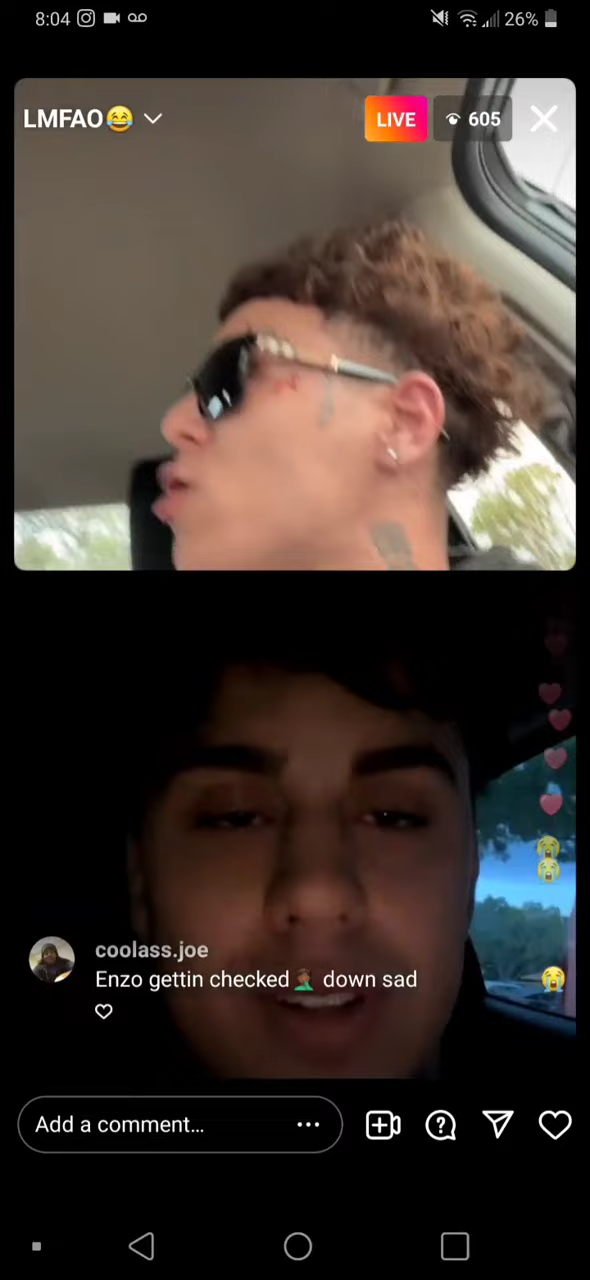 8:04 26%
LMFAO😂 LIVE 605
coolass.joe
Enzo gettin checked🤦🏾‍♂️ down sad
Add a comment...